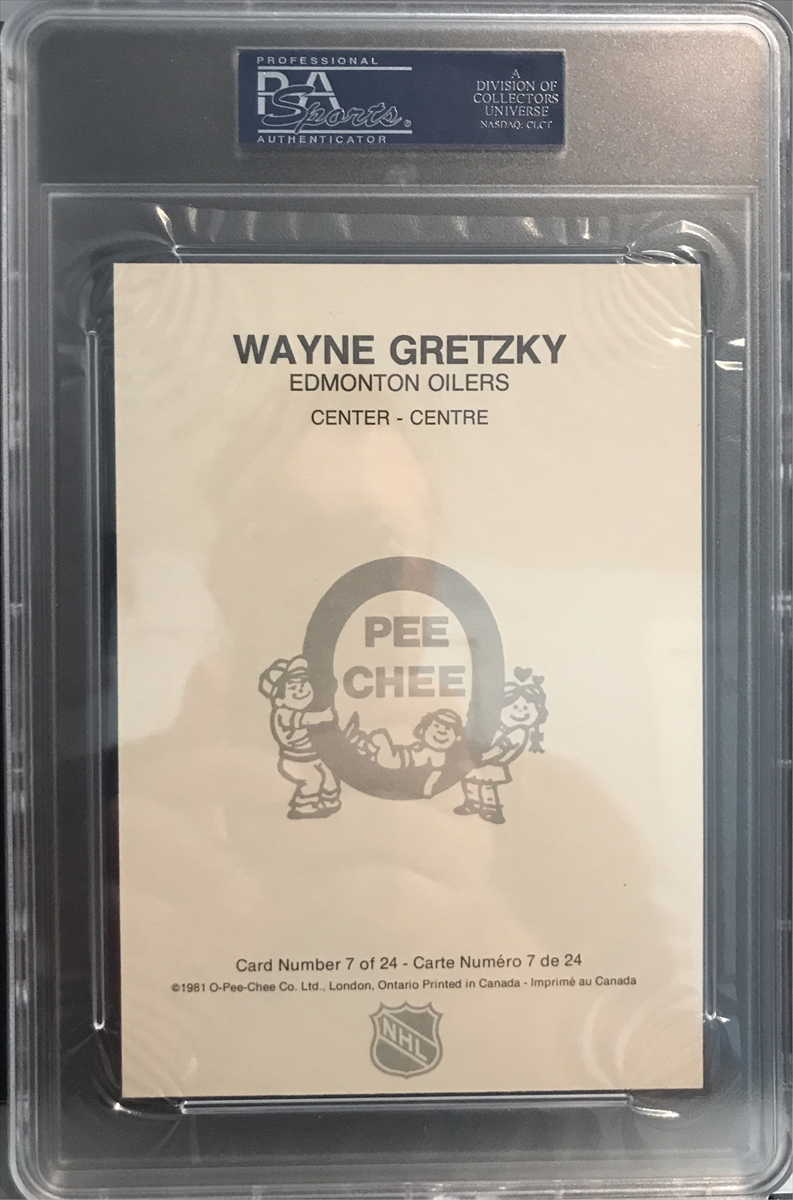 PROFESSIONAL
PSA
Sports®
AUTHENTICATOR
A
DIVISION OF
COLLECTORS
UNIVERSE
NASDAQ: CLCT
WAYNE GRETZKY
EDMONTON OILERS
CENTER - CENTRE
O
PEE
CHEE
Card Number 7 of 24 - Carte Numéro 7 de 24
©1981 O-Pee-Chee Co. Ltd., London, Ontario Printed in Canada - Imprimé au Canada
NHL